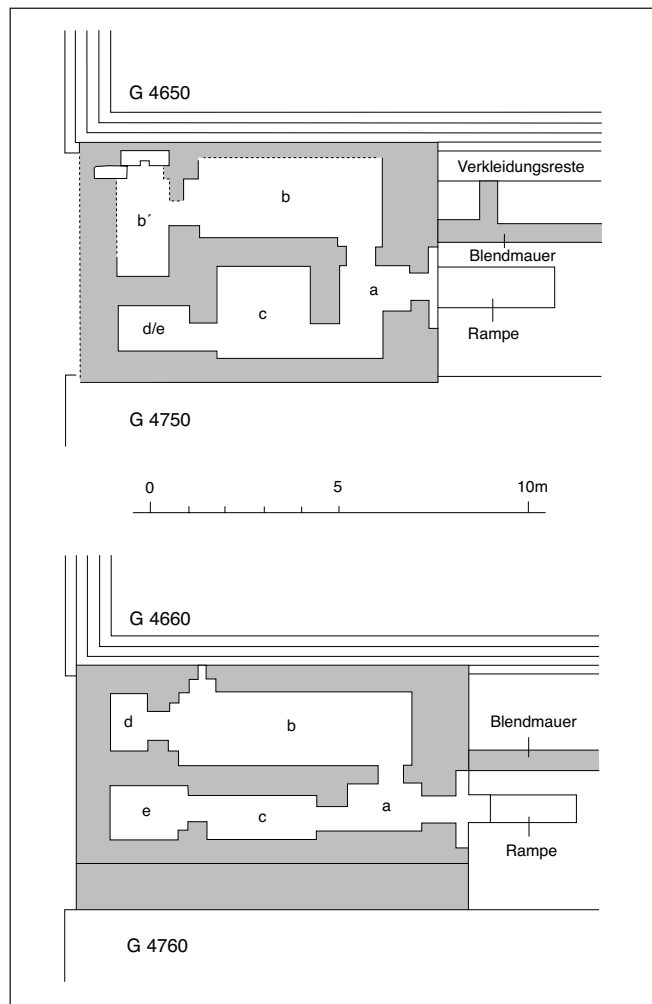 G 4650
Verkleidungsreste
b
b´
Blendmauer
a
c
d/e
Rampe
G 4750
0 5 10m
G 4660
d
Blendmauer
b
e
c
a
Rampe
G 4760